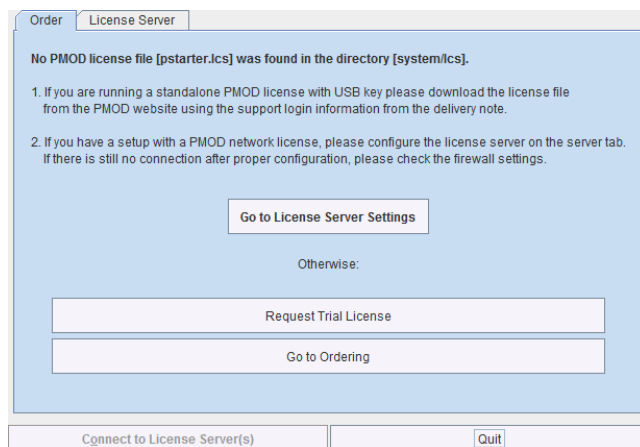 Order
License Server
No PMOD license file [pstarter.lcs] was found in the directory [system/lcs].
1. If you are running a standalone PMOD license with USB key please download the license file
from the PMOD website using the support login information from the delivery note.
2. If you have a setup with a PMOD network license, please configure the license server on the server tab.
If there is still no connection after proper configuration, please check the firewall settings.
Go to License Server Settings
Otherwise:
Request Trial License
Go to Ordering
Connect to License Server(s)
Quit